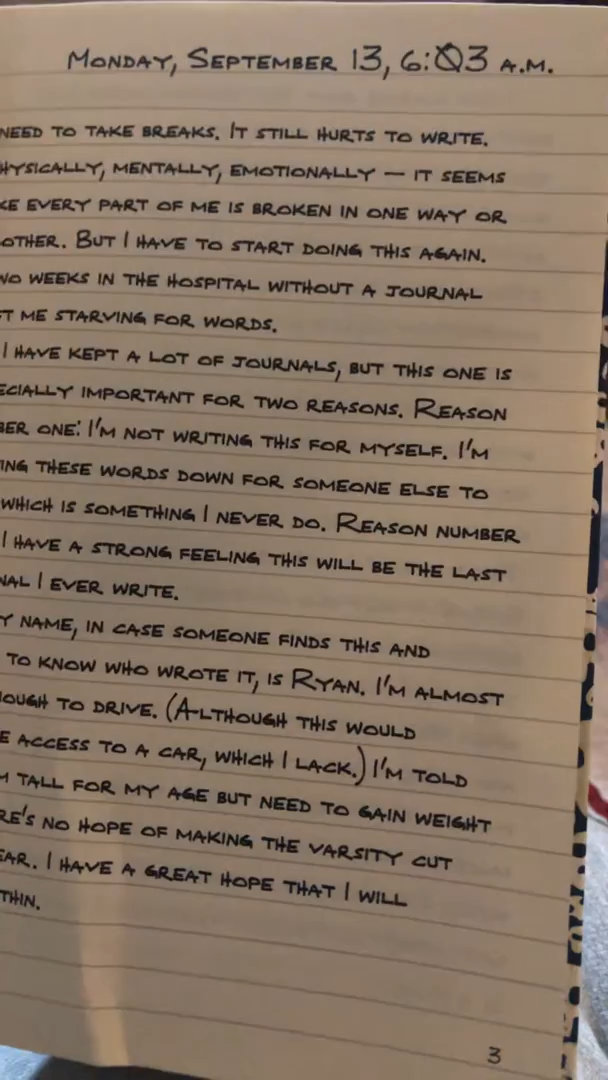 MONDAY, SEPTEMBER 13, 6:03 A.M.
NEED TO TAKE BREAKS. IT STILL HURTS TO WRITE.
HYSICALLY, MENTALLY, EMOTIONALLY — IT SEEMS
KE EVERY PART OF ME IS BROKEN IN ONE WAY OR
OTHER. BUT I HAVE TO START DOING THIS AGAIN.
WO WEEKS IN THE HOSPITAL WITHOUT A JOURNAL
FT ME STARVING FOR WORDS.
I HAVE KEPT A LOT OF JOURNALS, BUT THIS ONE IS
ECIALLY IMPORTANT FOR TWO REASONS. REASON
BER ONE: I'M NOT WRITING THIS FOR MYSELF. I'M
ING THESE WORDS DOWN FOR SOMEONE ELSE TO
WHICH IS SOMETHING I NEVER DO. REASON NUMBER
I HAVE A STRONG FEELING THIS WILL BE THE LAST
NAL I EVER WRITE.
Y NAME, IN CASE SOMEONE FINDS THIS AND
TO KNOW WHO WROTE IT, IS RYAN. I'M ALMOST
OUGH TO DRIVE. (ALTHOUGH THIS WOULD
E ACCESS TO A CAR, WHICH I LACK.) I'M TOLD
M TALL FOR MY AGE BUT NEED TO GAIN WEIGHT
RE'S NO HOPE OF MAKING THE VARSITY CUT
EAR. I HAVE A GREAT HOPE THAT I WILL
THIN.
3